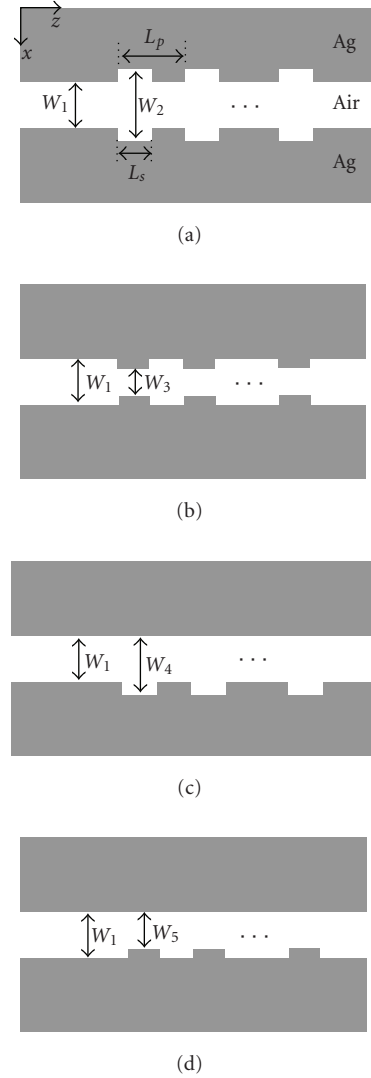 z
L_p
Ag
x
W_1
W_2
. . .
Air
L_s
Ag
(a)
W_1
W_3
. . .
(b)
W_1
W_4
. . .
(c)
W_1
W_5
. . .
(d)